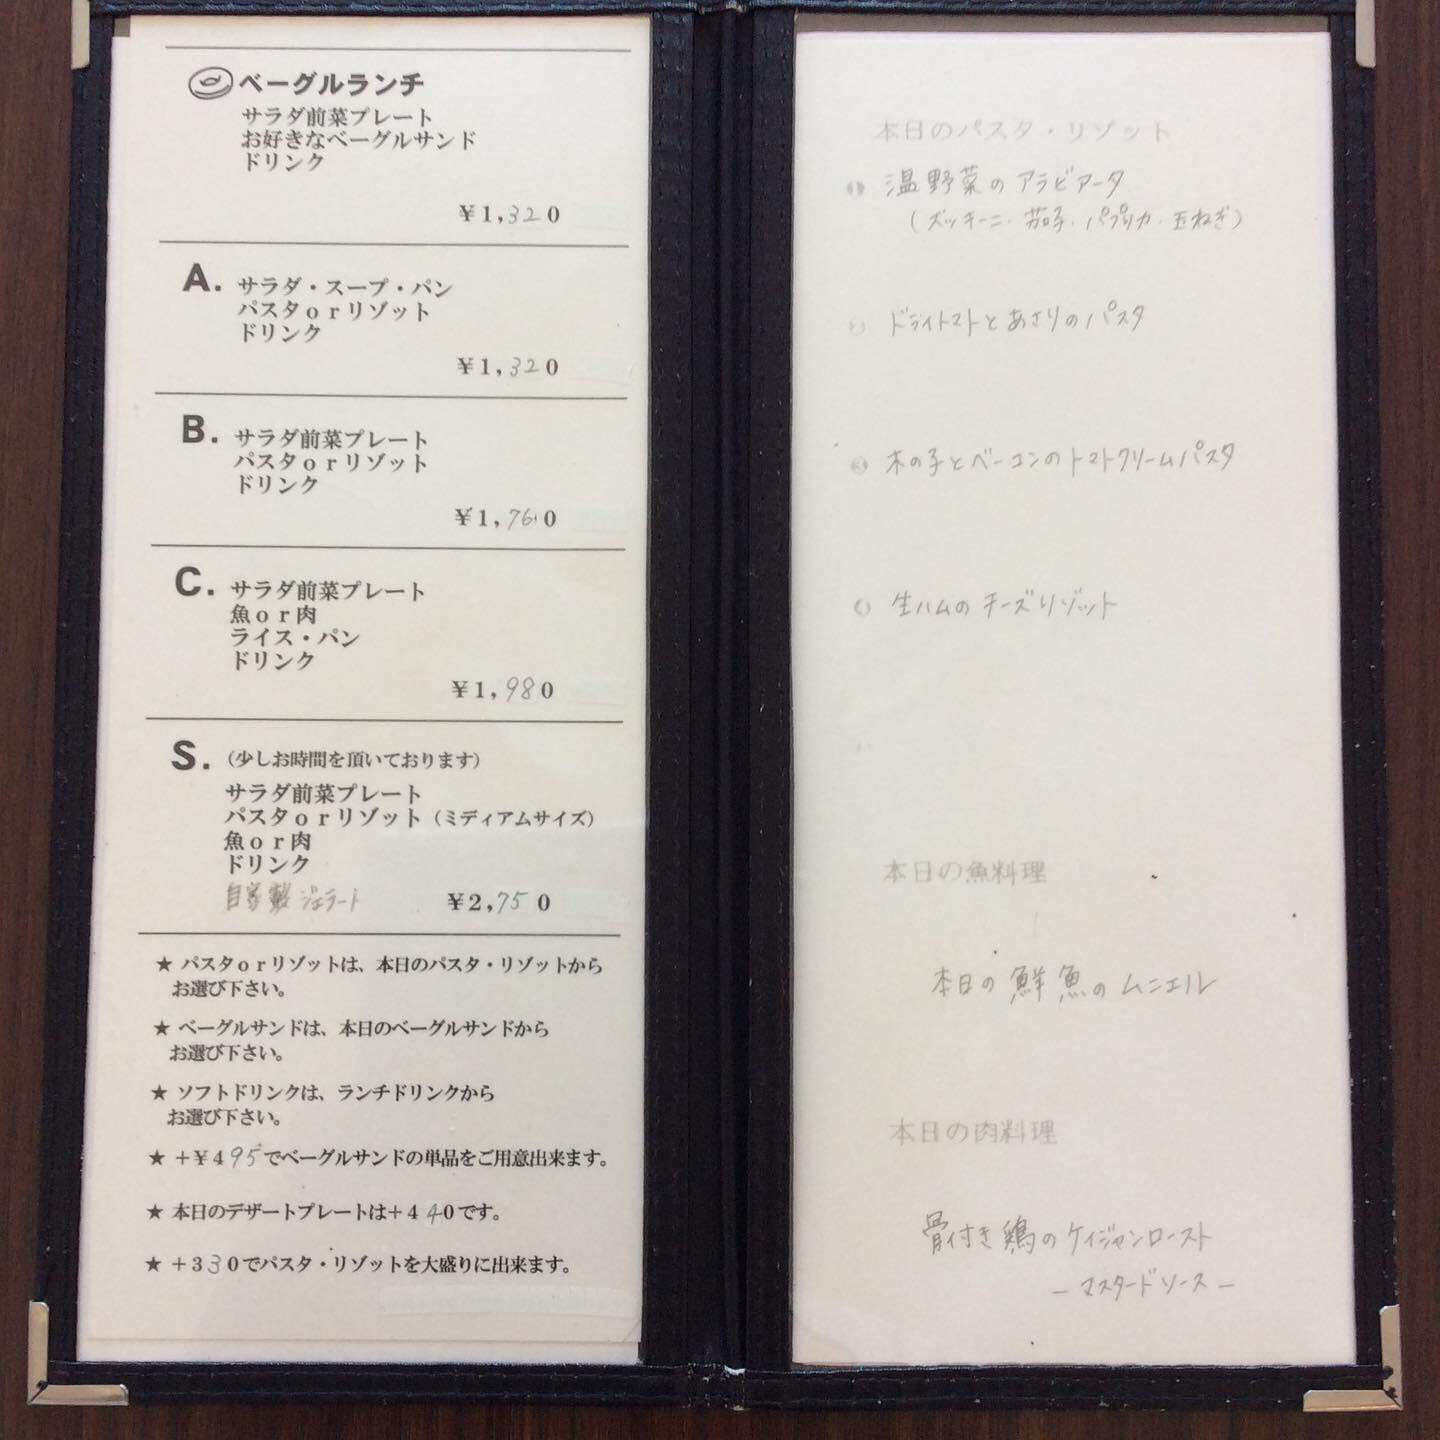 ベーグルランチ
サラダ前菜プレート
お好きなベーグルサンド
ドリンク
¥1,320
A.
サラダ・スープ・パン
パスタorリゾット
ドリンク
¥1,320
B.
サラダ前菜プレート
パスタorリゾット
ドリンク
¥1,760
C.
サラダ前菜プレート
魚or肉
ライス・パン
ドリンク
¥1,980
S.(少しお時間を頂いております)
サラダ前菜プレート
パスタorリゾット(ミディアムサイズ)
魚or肉
ドリンク
自家製ジェラート
¥2,750
★ パスタorリゾットは、本日のパスタ・リゾットから
お選び下さい。
★ ベーグルサンドは、本日のベーグルサンドから
お選び下さい。
★ ソフトドリンクは、ランチドリンクから
お選び下さい。
★ +¥495でベーグルサンドの単品をご用意出来ます。
★ 本日のデザートプレートは+440です。
★ +330でパスタ・リゾットを大盛りに出来ます。
本日のパスタ・リゾット
① 温野菜のアラビアータ
(ズッキーニ・茄子・パプリカ・玉ねぎ)
② ドライトマトとあさりのパスタ
③ 木の子とベーコンのトマトクリームパスタ
④ 生ハムのチーズリゾット
本日の魚料理
本日の鮮魚のムニエル
本日の肉料理
骨付き鶏のケイジャンロースト
-マスタードソース-